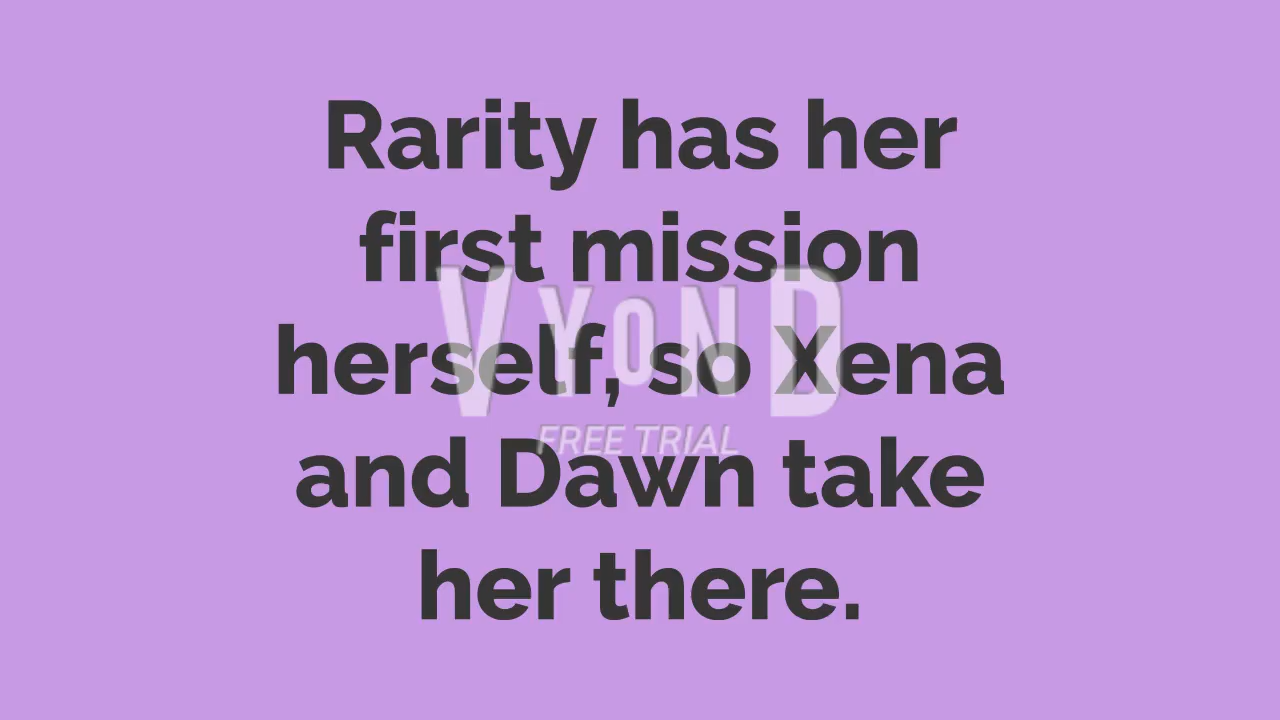 Rarity has her
first mission
herself, so Xena
and Dawn take
her there.
VYOND
FREE TRIAL